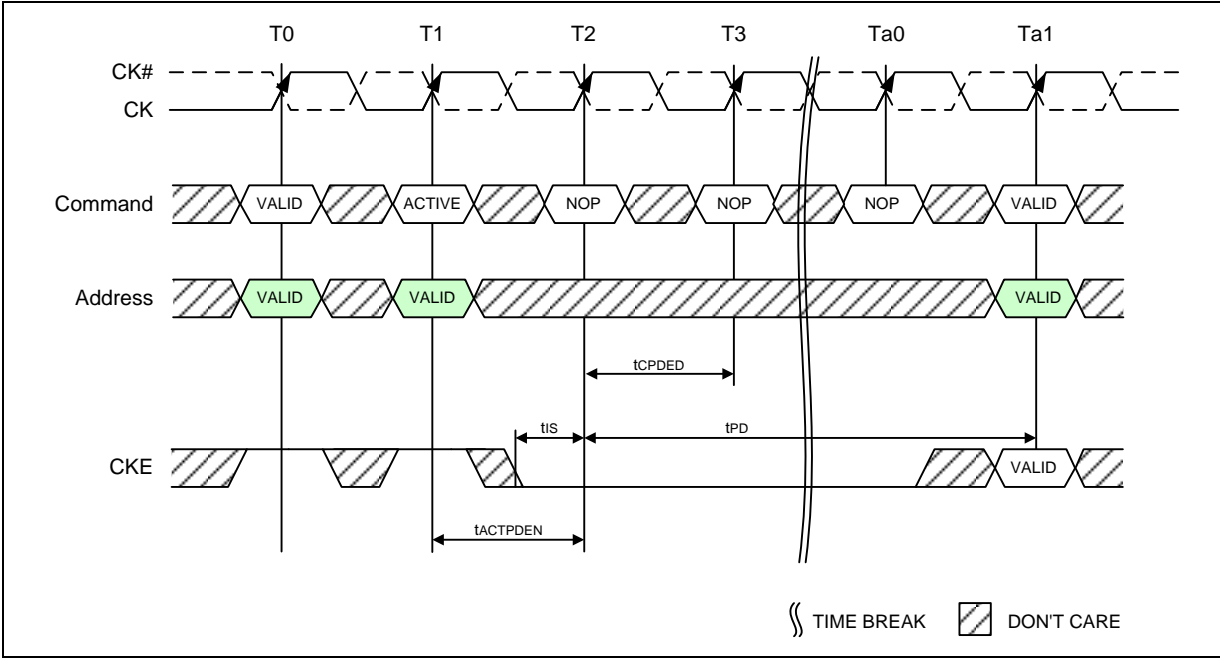 T0 T1 T2 T3 Ta0 Ta1
CK#
CK
Command VALID ACTIVE NOP NOP NOP VALID
Address VALID VALID VALID
tCPDED
tIS tPD
CKE VALID
tACTPDEN
TIME BREAK DON'T CARE